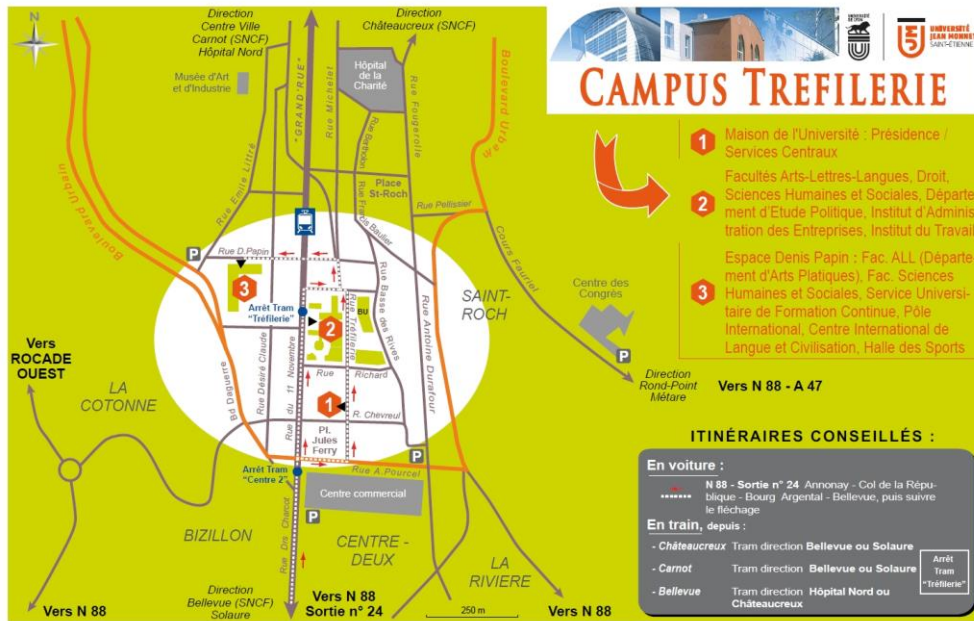 Direction
Centre Ville
Carnot (SNCF)
Hôpital Nord
Direction
Châteaucreux (SNCF)
N
Musée d'Art
et d'Industrie
"GRAND'RUE"
Rue Michelet
Hôpital
de la
Charité
Rue Fougerolle
Boulevard Urbain
Boulevard Urbam
Rue Emile Littré
Rue Barthelon
Place
St-Roch
Rue Francis Baulier
Rue Pellissier
Cours Fauriel
P
Rue D.Papin
3
Arrêt Tram
"Tréfilerie"
2
BU
Rue Tréfilerie
Rue Basse des Rives
Rue Antoine Durafour
SAINT-
ROCH
Centre des
Congrès
P
Vers
ROCADE
OUEST
LA
COTONNE
Bd Daguerre
Rue Désiré Claude
Rue du 11 Novembre
Rue Richard
1
R. Chevreul
Pl.
Jules
Ferry
Direction
Rond-Point
Métare
Vers N 88 - A 47
Arrêt Tram
"Centre 2"
Rue A.Pourcel
P
Centre commercial
P
BIZILLON
Rue Drs Charcot
CENTRE -
DEUX
LA
RIVIERE
Vers N 88
Direction
Bellevue (SNCF)
Solaure
Vers N 88
Sortie n° 24
250 m
Vers N 88
UNIVERSITÉ
JEAN MONNET
SAINT-ÉTIENNE
CAMPUS TREFILERIE
1
Maison de l'Université : Présidence /
Services Centraux
2
Facultés Arts-Lettres-Langues, Droit,
Sciences Humaines et Sociales, Départe-
ment d'Etude Politique, Institut d'Adminis
tration des Entreprises, Institut du Travail
3
Espace Denis Papin : Fac. ALL (Départe-
ment d'Arts Platiques), Fac. Sciences
Humaines et Sociales, Service Universi-
taire de Formation Continue, Pôle
International, Centre International de
Langue et Civilisation, Halle des Sports
ITINÉRAIRES CONSEILLÉS :
En voiture :
N 88 - Sortie n° 24 Annonay - Col de la Répu-
blique - Bourg Argental - Bellevue, puis suivre
le fléchage
En train, depuis :
- Châteaucreux Tram direction Bellevue ou Solaure
- Carnot Tram direction Bellevue ou Solaure
- Bellevue Tram direction Hôpital Nord ou
Châteaucreux
Arrêt
Tram
"Tréfilerie"